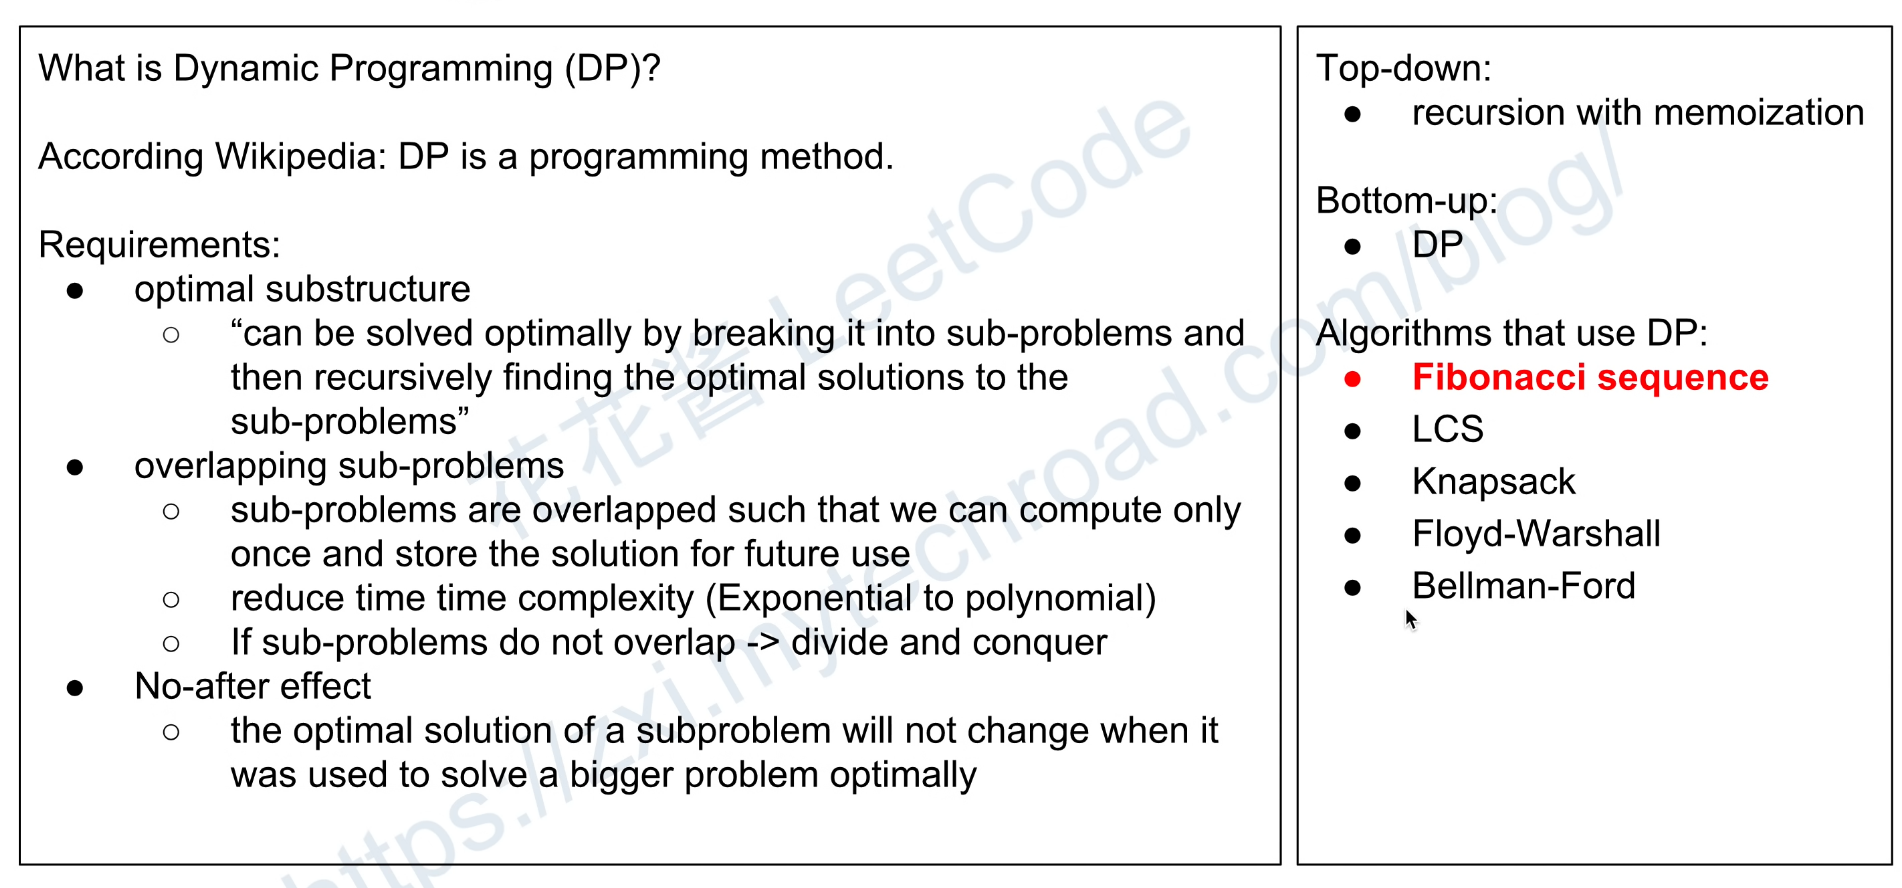 What is Dynamic Programming (DP)?
According Wikipedia: DP is a programming method.
Requirements:
● optimal substructure
○ “can be solved optimally by breaking it into sub-problems and
then recursively finding the optimal solutions to the
sub-problems”
● overlapping sub-problems
○ sub-problems are overlapped such that we can compute only
once and store the solution for future use
○ reduce time time complexity (Exponential to polynomial)
○ If sub-problems do not overlap -> divide and conquer
● No-after effect
○ the optimal solution of a subproblem will not change when it
was used to solve a bigger problem optimally
Top-down:
● recursion with memoization
Bottom-up:
● DP
Algorithms that use DP:
● Fibonacci sequence
● LCS
● Knapsack
● Floyd-Warshall
● Bellman-Ford
花花酱 LeetCode
https://zxi.mytechroad.com/blog/